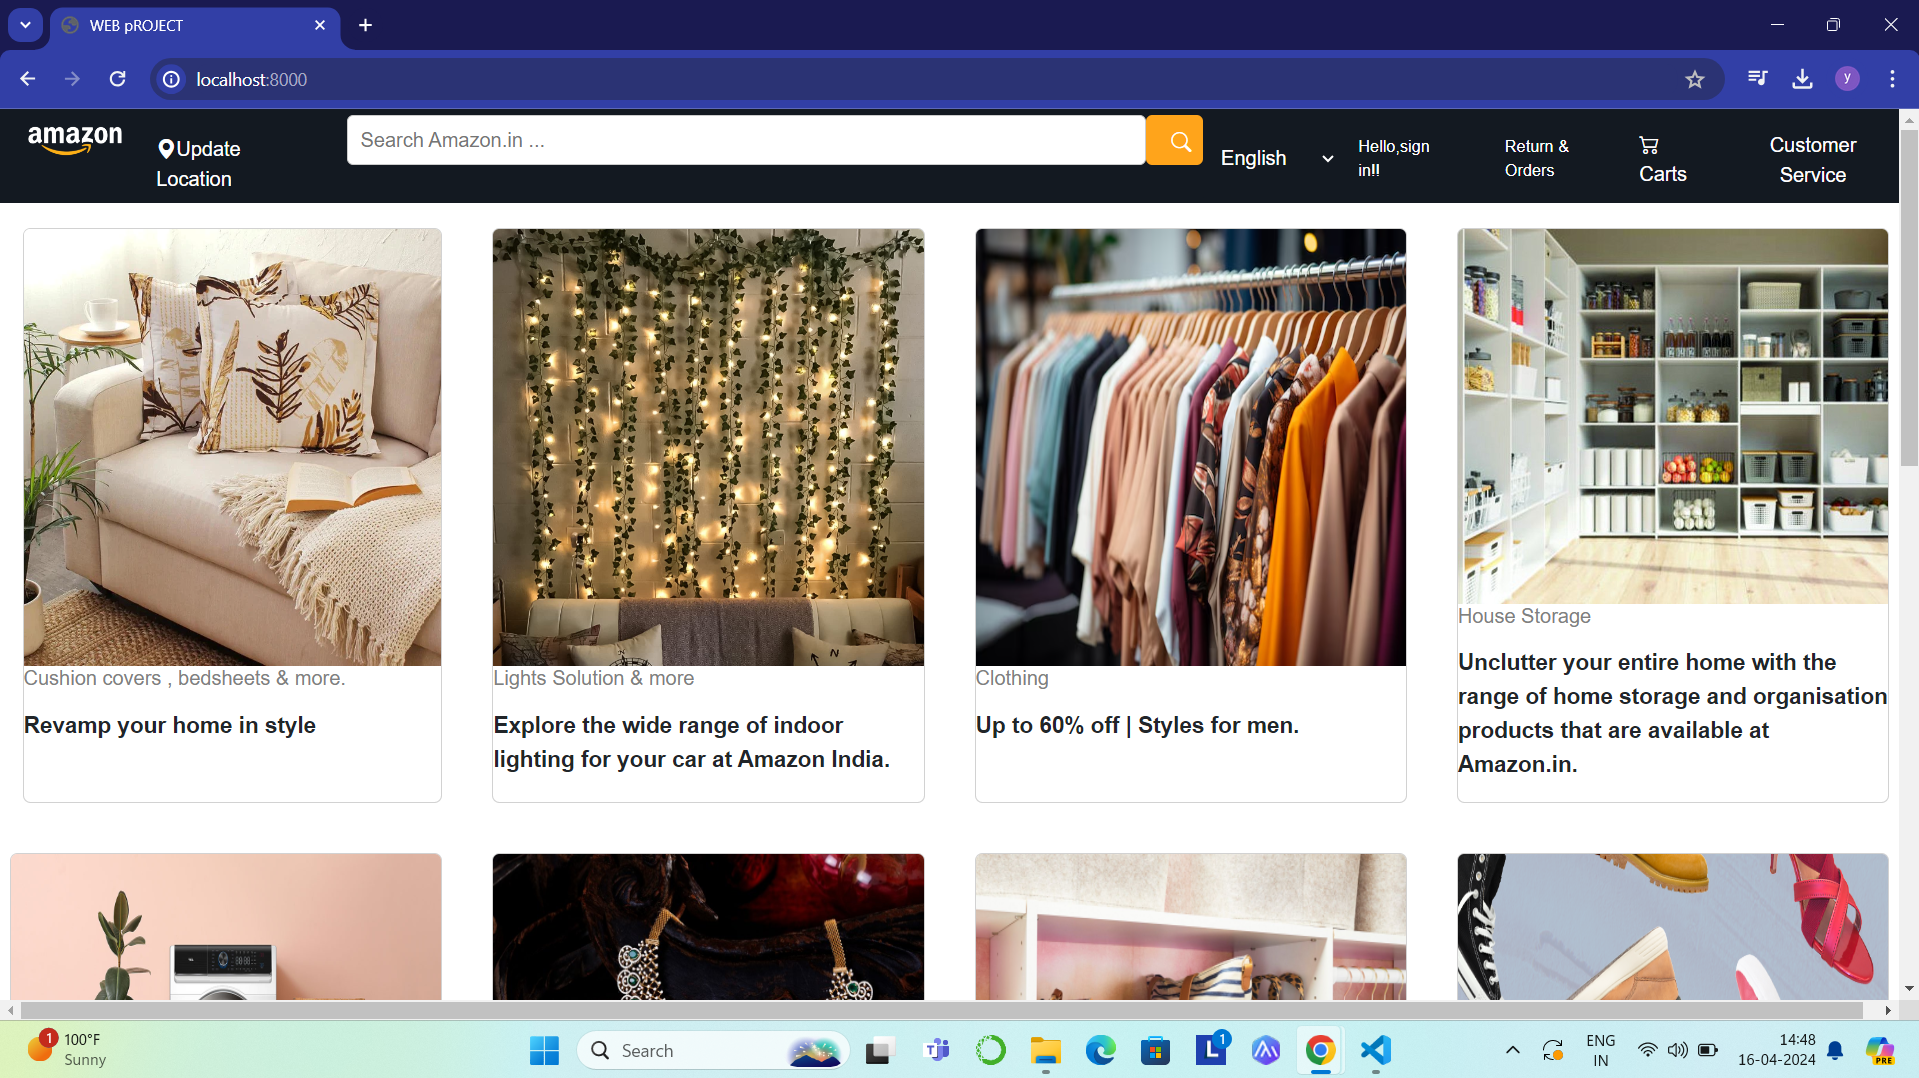 WEB pROJECT
localhost:8000
y
amazon
Update
Location
Search Amazon.in ...
English
Hello,sign
in!!
Return &
Orders
Carts
Customer
Service
Cushion covers , bedsheets & more.
Revamp your home in style
Lights Solution & more
Explore the wide range of indoor
lighting for your car at Amazon India.
Clothing
Up to 60% off | Styles for men.
House Storage
Unclutter your entire home with the
range of home storage and organisation
products that are available at
Amazon.in.
1
100°F
Sunny
Search
1
ENG
IN
14:48
16-04-2024
PRE